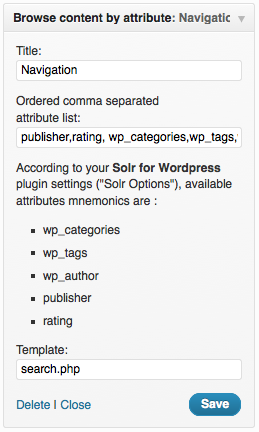 Browse content by attribute: Navigatio
Title:
Navigation
Ordered comma separated
attribute list:
publisher,rating, wp_categories,wp_tags,
According to your Solr for Wordpress
plugin settings ("Solr Options"), available
attributes mnemonics are :
wp_categories
wp_tags
wp_author
publisher
rating
Template:
search.php
Delete | Close
Save